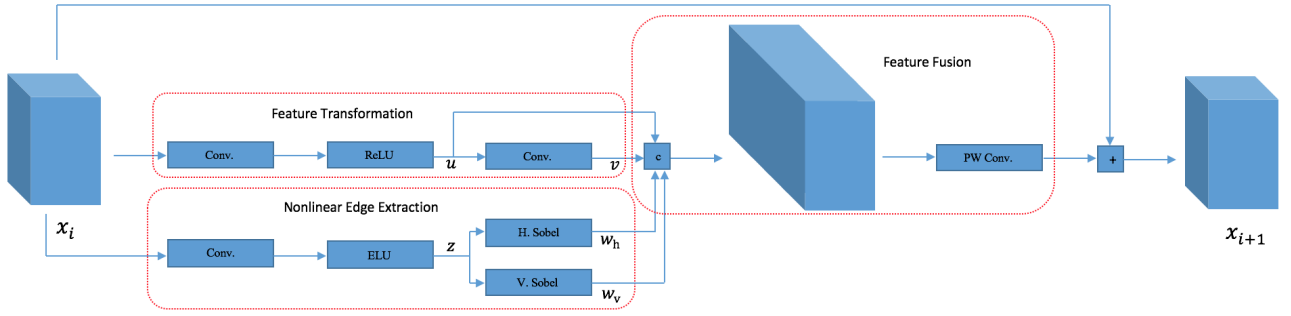 Feature Fusion
Feature Transformation
Conv.
ReLU
u
Conv.
v
c
PW Conv.
+
Nonlinear Edge Extraction
x_i
Conv.
ELU
z
H. Sobel
w_h
V. Sobel
w_v
x_{i+1}